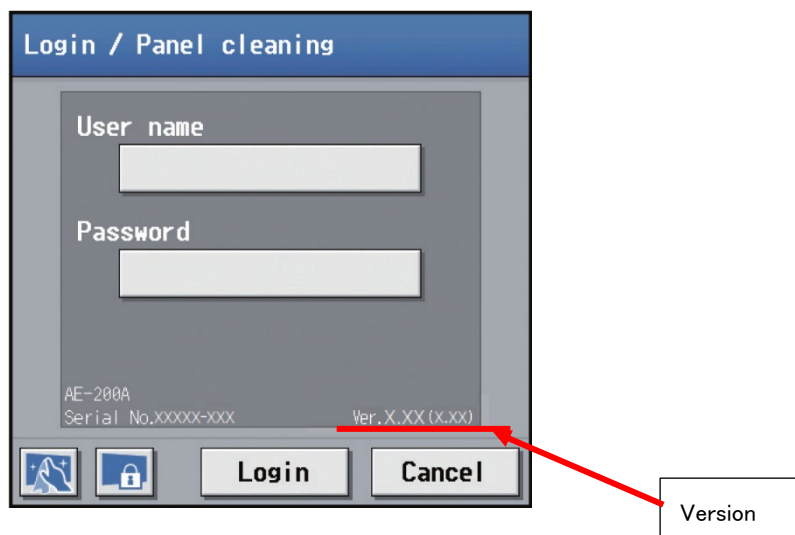 Login / Panel cleaning
User name
Password
AE-200A
Serial No.XXXXX-XXX Ver.X.XX(X.XX)
Login Cancel
Version